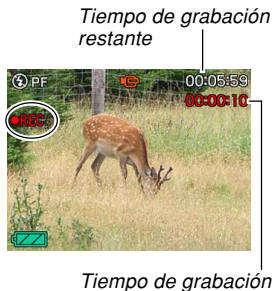 Tiempo de grabación
restante
PF 00:05:59
REC 00:00:10
Tiempo de grabación